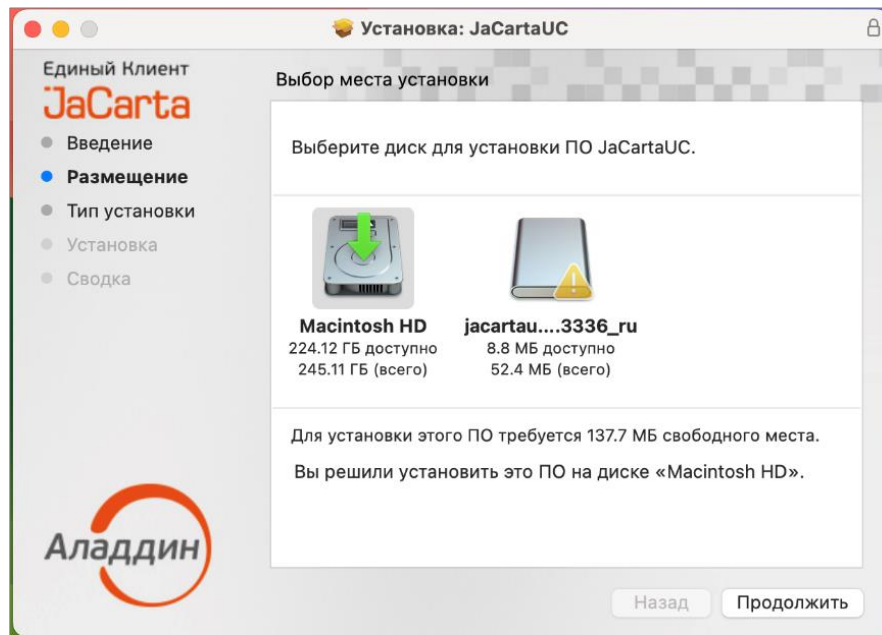 Установка: JaCartaUC
Единый Клиент
JaCarta
Введение
Размещение
Тип установки
Установка
Сводка
Аладдин
Выбор места установки
Выберите диск для установки ПО JaCartaUC.
Macintosh HD
224.12 ГБ доступно
245.11 ГБ (всего)
jacartau....3336_ru
8.8 МБ доступно
52.4 МБ (всего)
Для установки этого ПО требуется 137.7 МБ свободного места.
Вы решили установить это ПО на диске «Macintosh HD».
Назад
Продолжить